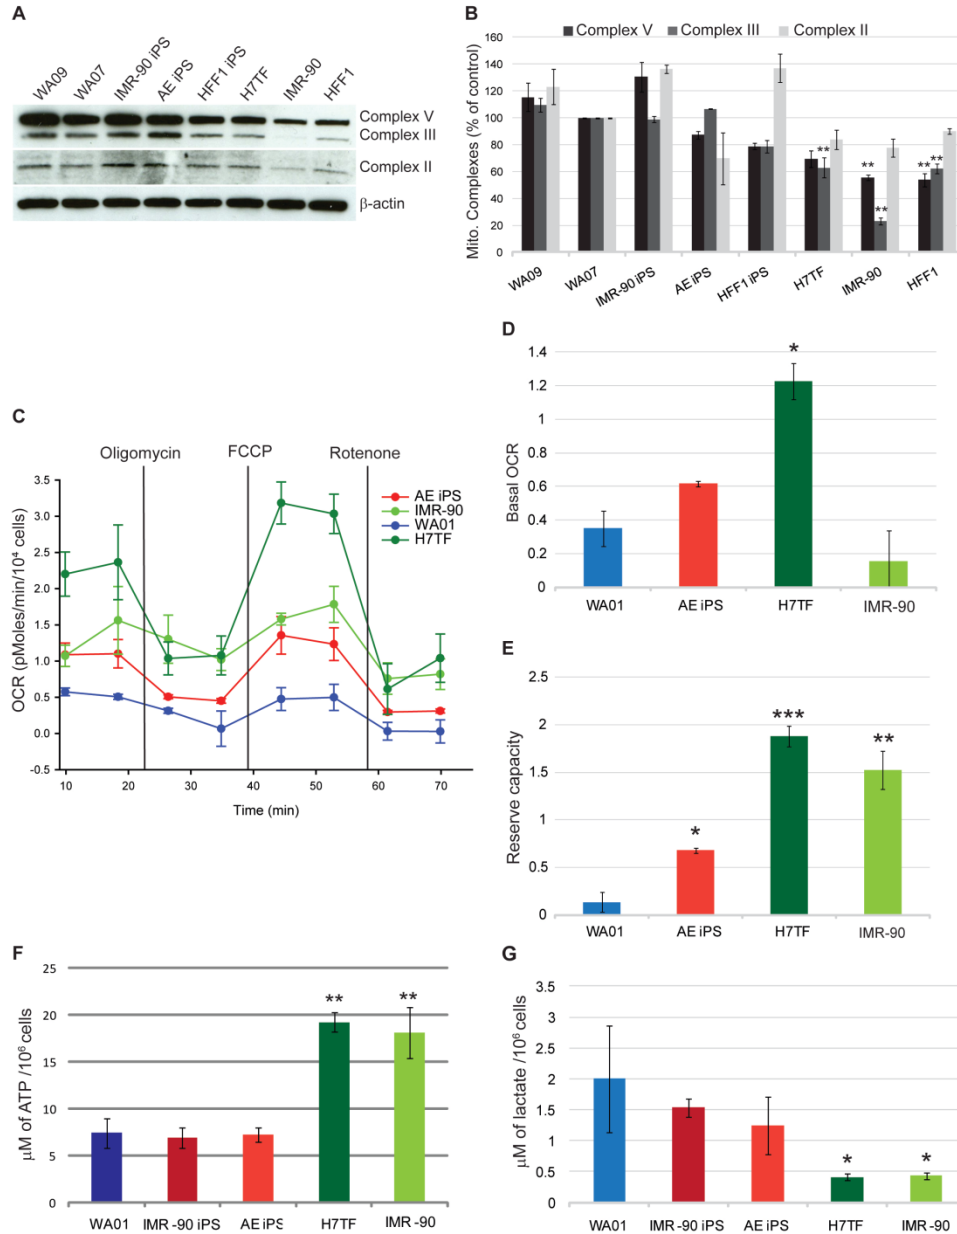 A
WA09
WA07
IMR-90 iPS
AE iPS
HFF1 iPS
H7TF
IMR-90
HFF1
Complex V
Complex III
Complex II
β-actin
B
Complex V Complex III Complex II
Mito. Complexes (% of control)
160
140
120
100
80
60
40
20
0
**
**
**
** **
WA09
WA07
IMR-90 iPS
AE iPS
HFF1 iPS
H7TF
IMR-90
HFF1
C
Oligomycin FCCP Rotenone
OCR (pMoles/min/10⁴ cells)
3.5
3.0
2.5
2.0
1.5
1.0
0.5
0.0
-0.5
AE iPS
IMR-90
WA01
H7TF
10 20 30 40 50 60 70
Time (min)
D
Basal OCR
1.4
1.2
1
0.8
0.6
0.4
0.2
0
*
WA01 AE iPS H7TF IMR-90
E
Reserve capacity
2.5
2
1.5
1
0.5
0
*
***
**
WA01 AE iPS H7TF IMR-90
F
µM of ATP /10⁶ cells
25
20
15
10
5
0
** **
WA01 IMR -90 iPS AE iPS H7TF IMR -90
G
µM of lactate /10⁶ cells
3.5
3
2.5
2
1.5
1
0.5
0
* *
WA01 IMR -90 iPS AE iPS H7TF IMR -90